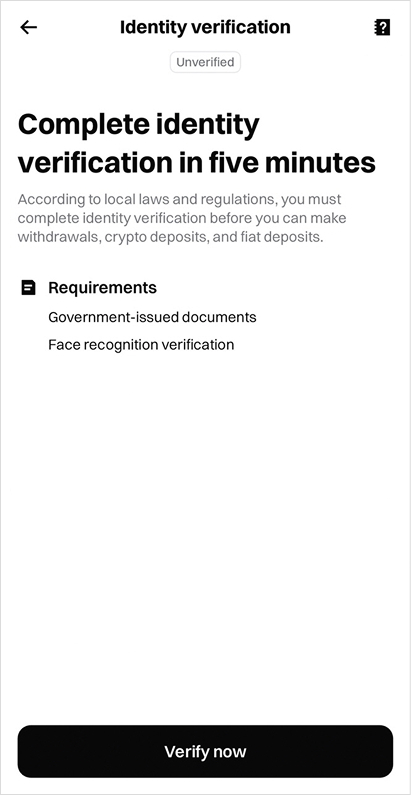 Identity verification
Unverified
Complete identity
verification in five minutes
According to local laws and regulations, you must
complete identity verification before you can make
withdrawals, crypto deposits, and fiat deposits.
Requirements
Government-issued documents
Face recognition verification
Verify now